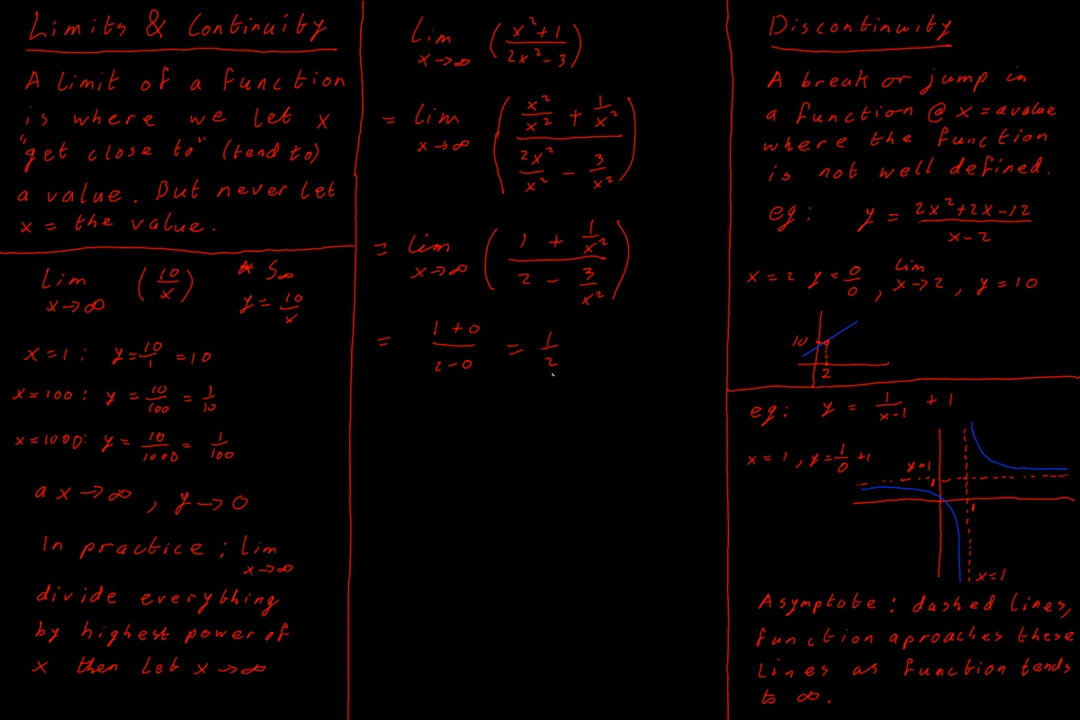 Limits & Continuity
A Limit of a function
is where we let x
"get close to" (tend to)
a value. But never let
x = the value.
Lim x→∞ (10/x) * S∞
y = 10/x
x=1: y=10/1 = 10
x=100: y = 10/100 = 1/10
x=1000: y = 10/1000 = 1/100
a x→∞, y→0
In practice; Lim x→∞
divide everything
by highest power of
x then let x→∞
Lim x→∞ ((x²+1)/(2x²-3))
= lim x→∞ ((x²/x² + 1/x²)/(2x²/x² - 3/x²))
= lim x→∞ ((1 + 1/x²)/(2 - 3/x²))
= (1+0)/(2-0) = 1/2
Discontinuity
A break or jump in
a function @ x = avalue
where the function
is not well defined.
eg: y = (2x²+2x-12)/(x-2)
x=2 y=0/0, lim x→2, y=10
10
2
eg: y = 1/(x-1) + 1
x=1, y=1/0+1
y=1
1
1
x=1
Asymptote: dashed lines,
function aproaches these
Lines as function tends
to ∞.